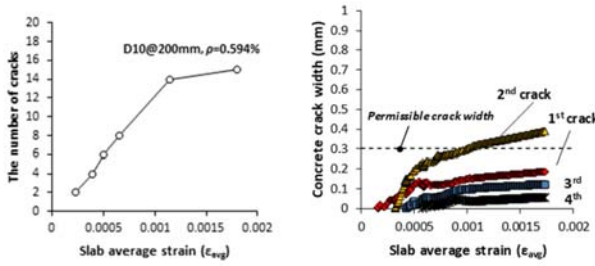 The number of cracks
20
18
16
14
12
10
8
6
4
2
0
D10@200mm, ρ=0.594%
0 0.0005 0.001 0.0015 0.002
Slab average strain (εavg)
Concrete crack width (mm)
1
0.9
0.8
0.7
0.6
0.5
0.4
0.3
0.2
0.1
0
2nd crack
Permissible crack width
1st crack
3rd
4th
0 0.0005 0.001 0.0015 0.002
Slab average strain (εavg)